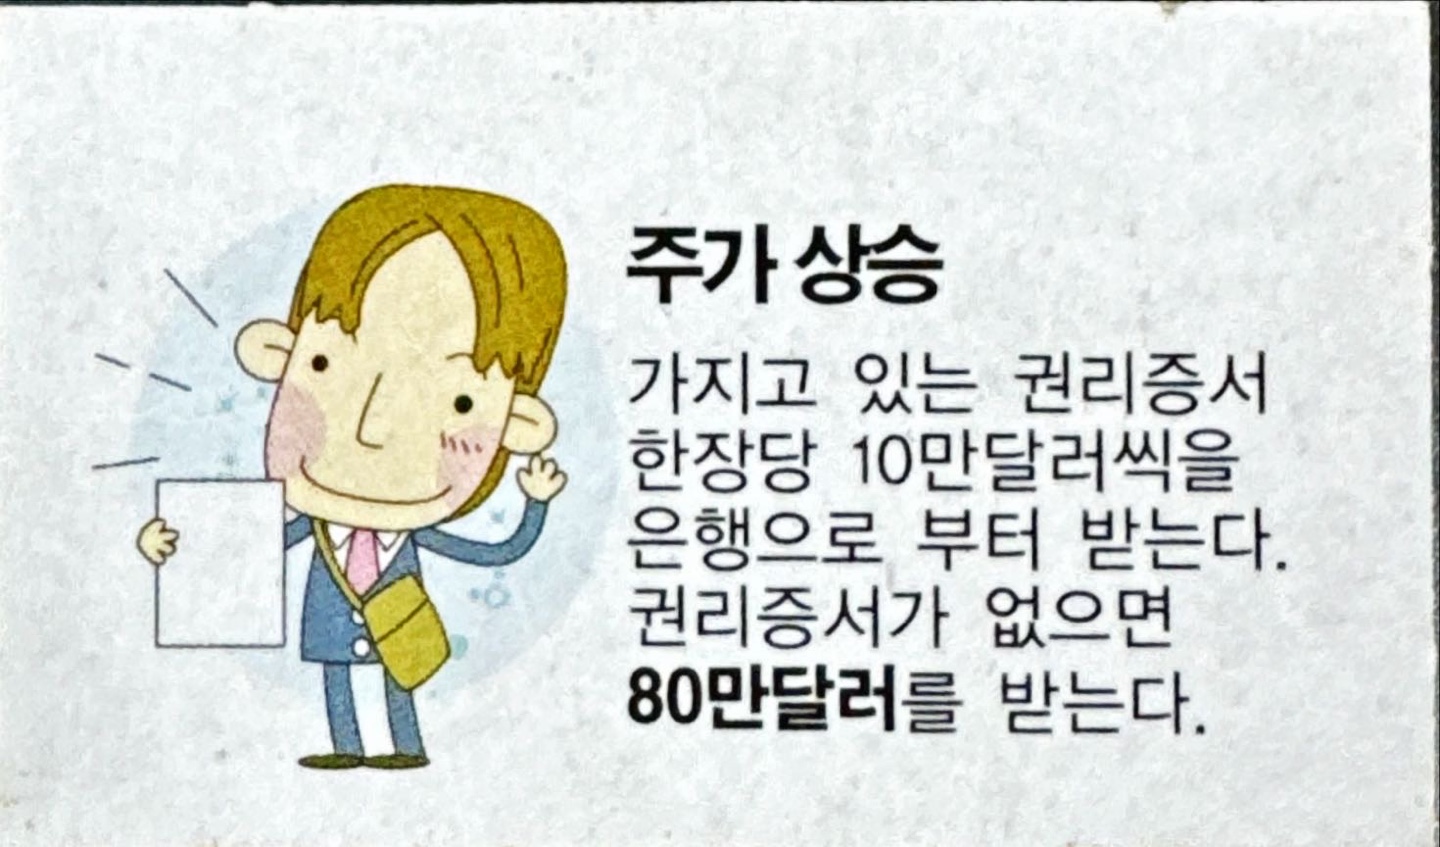 주가 상승
가지고 있는 권리증서
한장당 10만달러씩을
은행으로 부터 받는다.
권리증서가 없으면
80만달러를 받는다.